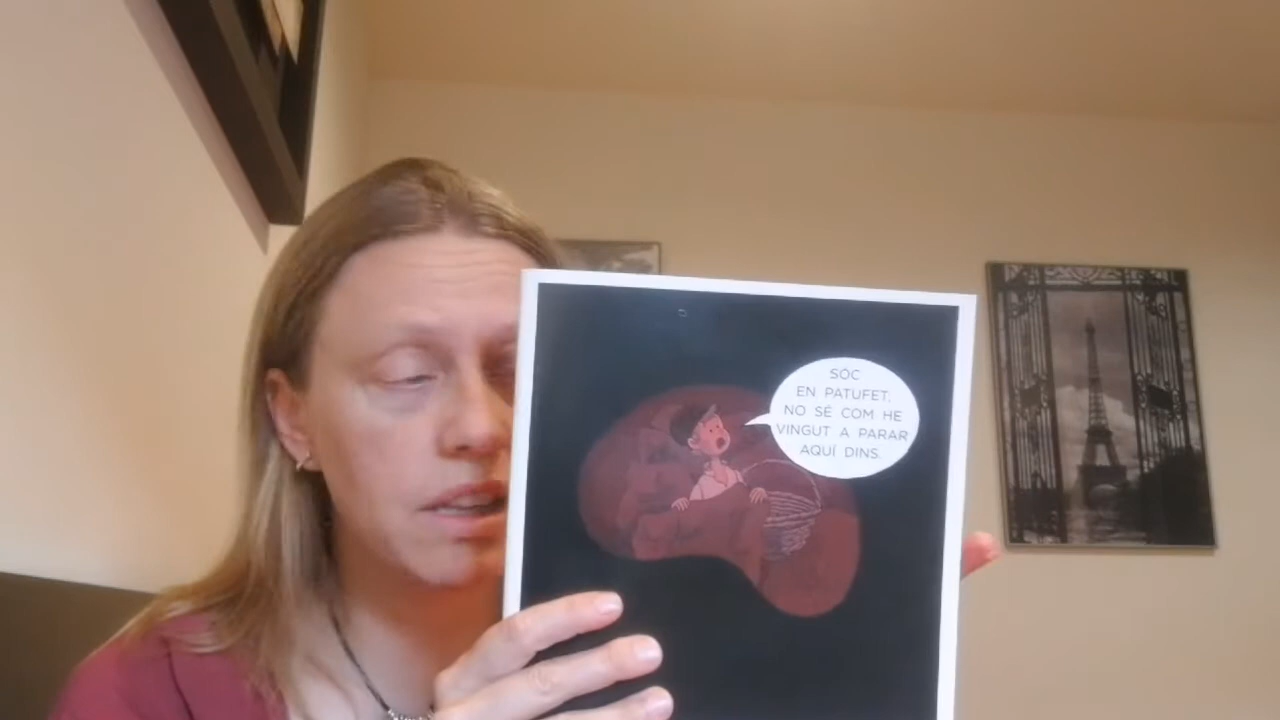 SÓC
EN PATUFET.
NO SÉ COM HE
VINGUT A PARAR
AQUÍ DINS.